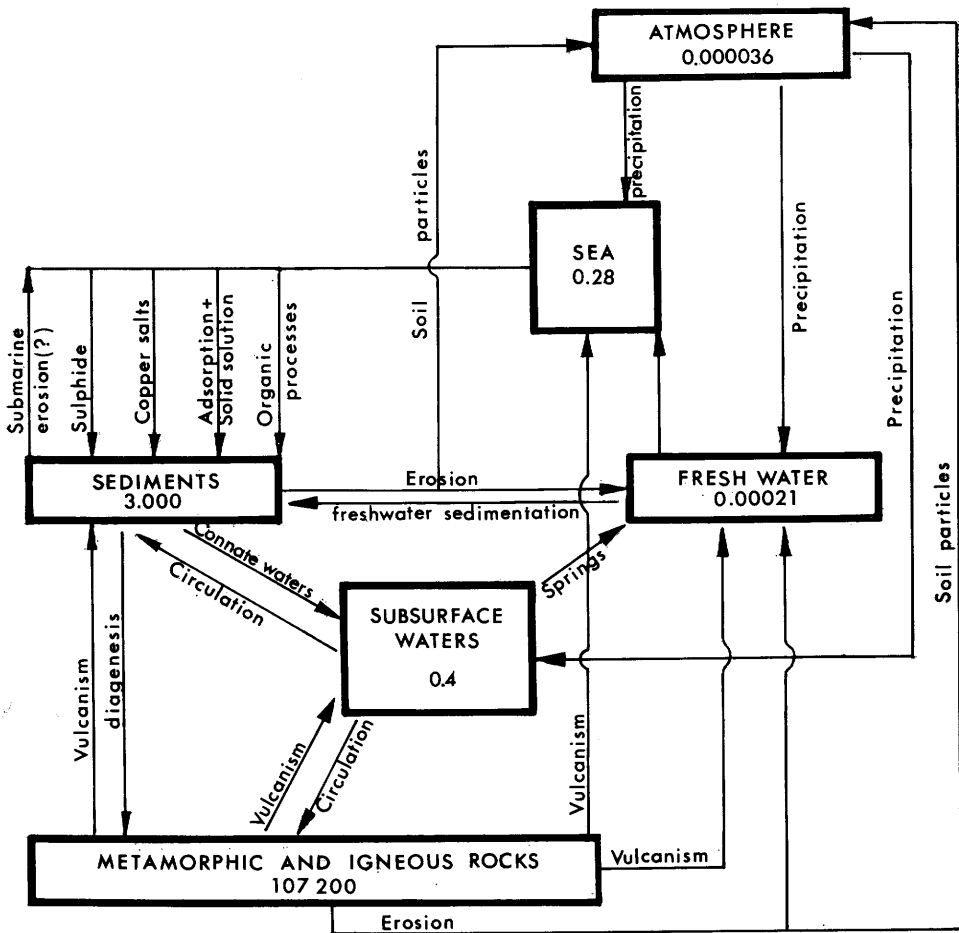 ATMOSPHERE
0.000036
precipitation
Soil particles
SEA
0.28
Precipitation
Precipitation
Submarine
erosion(?)
Sulphide
Copper salts
Adsorption+
Solid solution
Organic
processes
SEDIMENTS
3.000
Erosion
freshwater sedimentation
FRESH WATER
0.00021
Soil particles
Connate waters
Circulation
Springs
SUBSURFACE
WATERS
0.4
Vulcanism
diagenesis
Vulcanism
Circulation
Vulcanism
METAMORPHIC AND IGNEOUS ROCKS
107 200
Vulcanism
Erosion